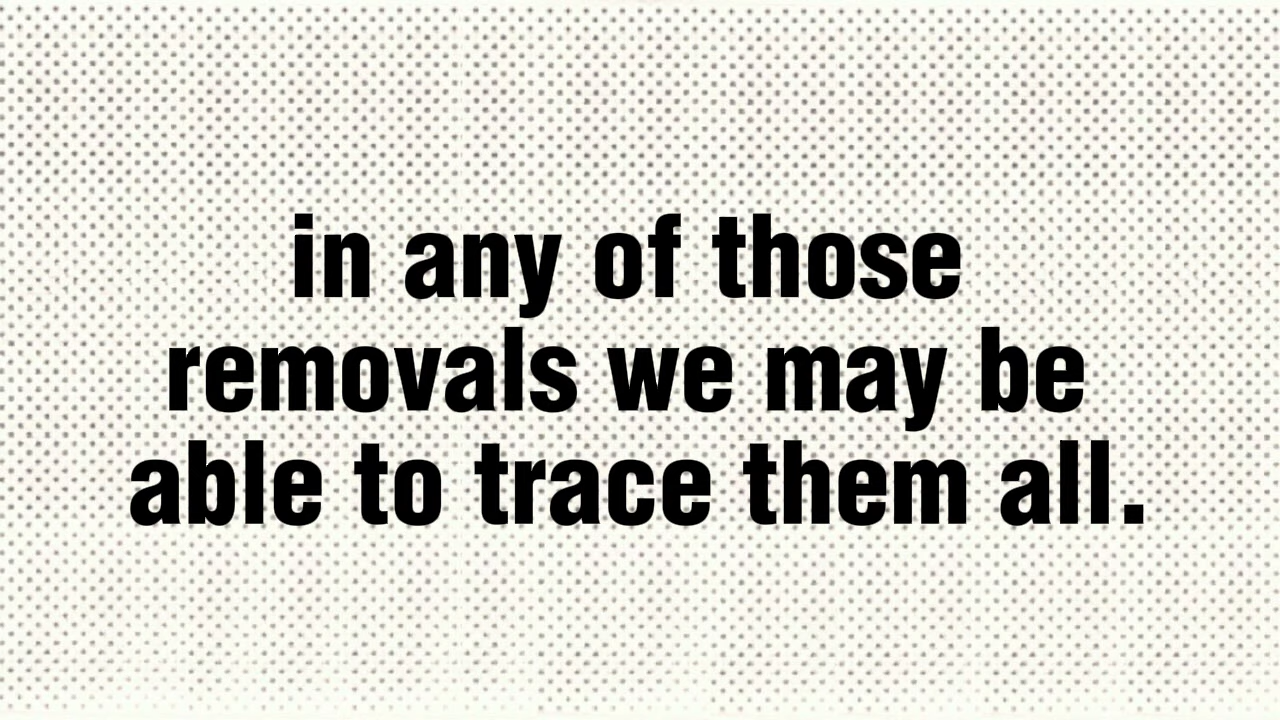 in any of those
removals we may be
able to trace them all.